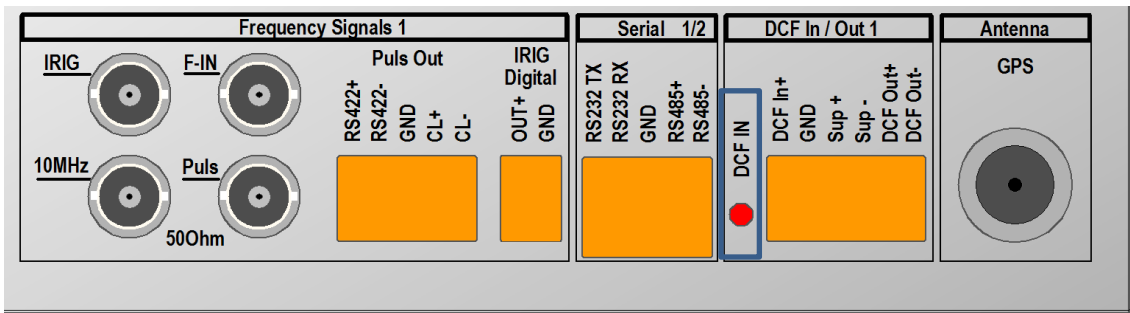 Frequency Signals 1
IRIG
F-IN
10MHz
Puls
50Ohm
Puls Out
RS422+
RS422-
GND
CL+
CL-
IRIG
Digital
OUT+
GND
Serial 1/2
RS232 TX
RS232 RX
GND
RS485+
RS485-
DCF In / Out 1
DCF IN
DCF In+
GND
Sup +
Sup -
DCF Out+
DCF Out-
Antenna
GPS